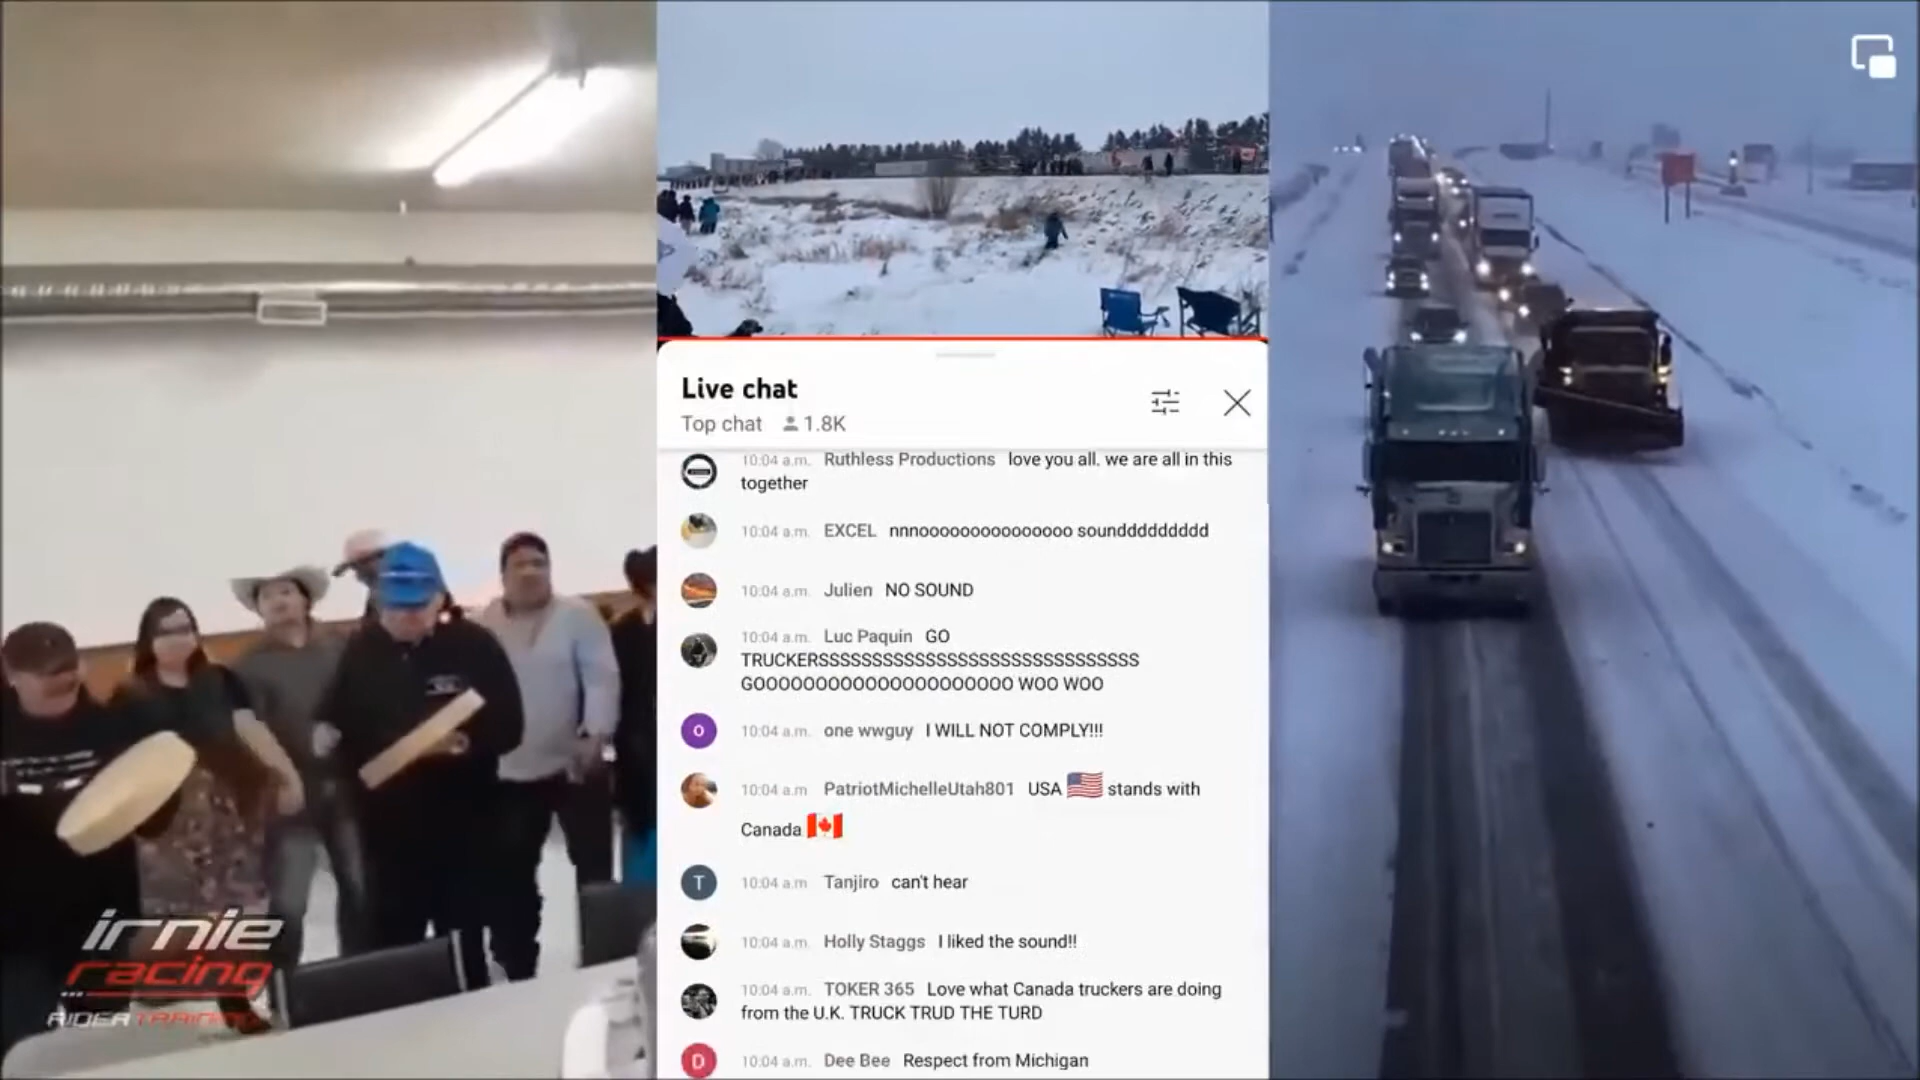 Live chat
Top chat 1.8K
10:04 a.m. Ruthless Productions love you all. we are all in this
together
10:04 a.m. EXCEL nnnooooooooooooooo sounddddddddd
10:04 a.m. Julien NO SOUND
10:04 a.m. Luc Paquin GO
TRUCKERSSSSSSSSSSSSSSSSSSSSSSSSSSSSSS
GOOOOOOOOOOOOOOOOOOOO WOO WOO
O
10:04 a.m. one wwguy I WILL NOT COMPLY!!!
10:04 a.m PatriotMichelleUtah801 USA 🇺🇸 stands with
Canada 🇨🇦
T
10:04 a.m Tanjiro can't hear
10:04 a.m. Holly Staggs I liked the sound!!
10:04 a.m. TOKER 365 Love what Canada truckers are doing
from the U.K. TRUCK TRUD THE TURD
D
10:04 a.m. Dee Bee Respect from Michigan
irnie
racing
RIDER TRAINING